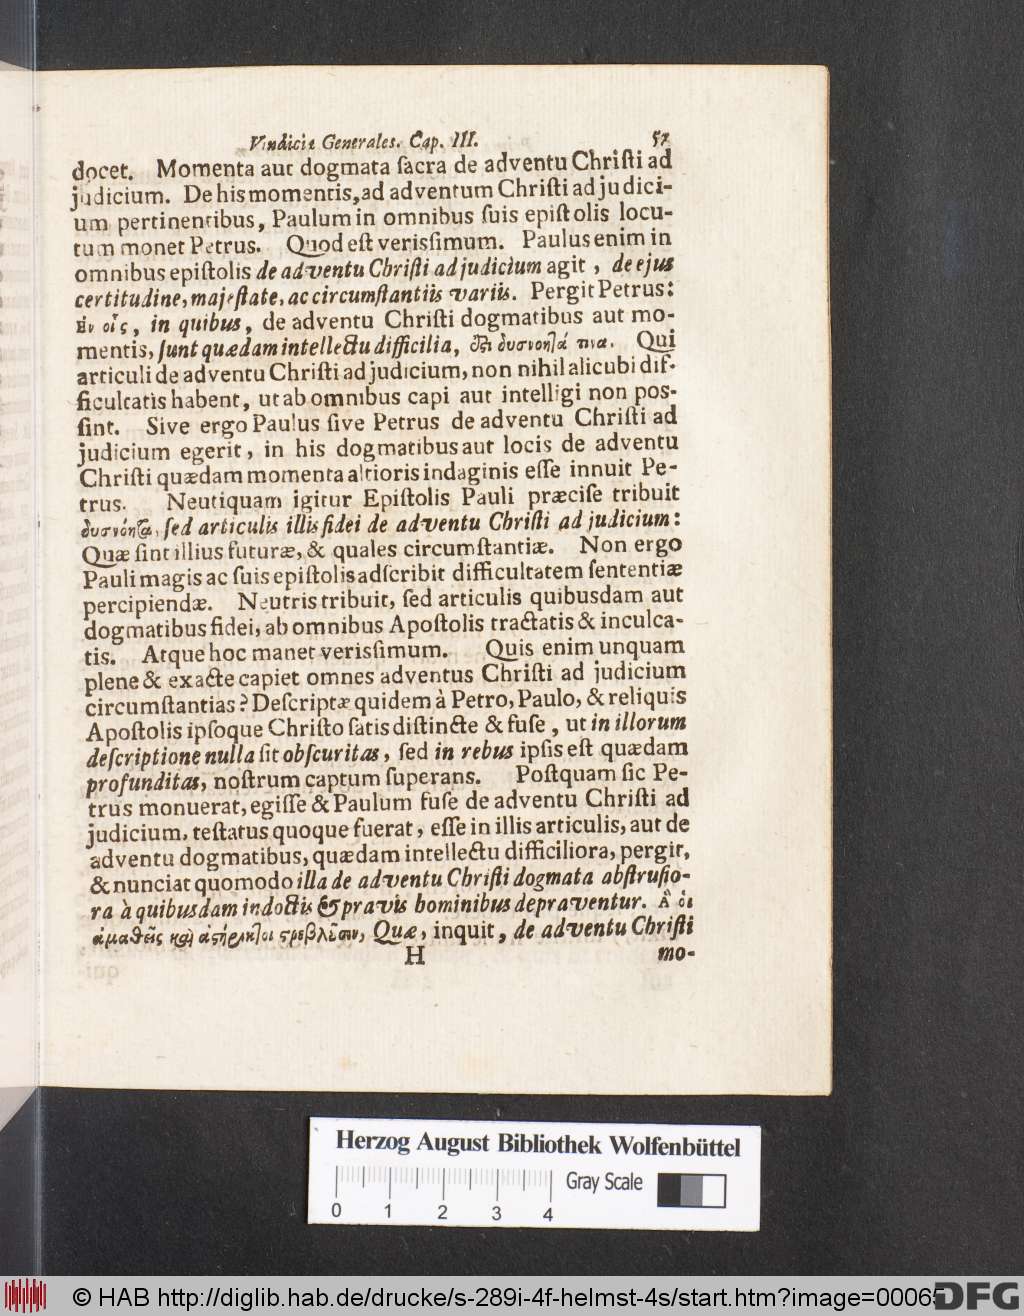 Vindiciæ Generales. Cap. III. 57
docet. Momenta aut dogmata ſacra de adventu Chriſti ad
judicium. De his momentis, ad adventum Chriſti ad judici-
um pertinentibus, Paulum in omnibus ſuis epiſtolis locu-
tum monet Petrus. Quod eſt verisſimum. Paulus enim in
omnibus epiſtolis de adventu Chriſti ad judicium agit, de ejus
certitudine, majeſtate, ac circumſtantiis variis. Pergit Petrus:
ἐν οἷς, in quibus, de adventu Chriſti dogmatibus aut mo-
mentis, ſunt quædam intellectu difficilia, ἔςι δυσνόητά τινα. Qui
articuli de adventu Chriſti ad judicium, non nihil alicubi dif-
ficultatis habent, ut ab omnibus capi aut intelligi non pos-
ſint. Sive ergo Paulus ſive Petrus de adventu Chriſti ad
judicium egerit, in his dogmatibus aut locis de adventu
Chriſti quædam momenta altioris indaginis eſſe innuit Pe-
trus. Neutiquam igitur Epiſtolis Pauli præciſe tribuit
δυσνόητα, ſed articulis illis fidei de adventu Chriſti ad judicium:
Quæ ſint illius futuræ, & quales circumſtantiæ. Non ergo
Pauli magis ac ſuis epiſtolis adſcribit difficultatem ſententiæ
percipiendæ. Neutris tribuit, ſed articulis quibusdam aut
dogmatibus fidei, ab omnibus Apoſtolis tractatis & inculca-
tis. Atque hoc manet verisſimum. Quis enim unquam
plene & exacte capiet omnes adventus Chriſti ad judicium
circumſtantias? Deſcriptæ quidem à Petro, Paulo, & reliquis
Apoſtolis ipſoque Chriſto ſatis diſtincte & fuſe, ut in illorum
deſcriptione nulla ſit obſcuritas, ſed in rebus ipſis eſt quædam
profunditas, noſtrum captum ſuperans. Poſtquam ſic Pe-
trus monuerat, egiſſe & Paulum fuſe de adventu Chriſti ad
judicium, teſtatus quoque fuerat, eſſe in illis articulis, aut de
adventu dogmatibus, quædam intellectu difficiliora, pergit,
& nunciat quomodo illa de adventu Chriſti dogmata abſtruſio-
ra à quibusdam indoctis & pravis hominibus depraventur. Ἃ οἱ
ἀμαθεῖς καὶ ἀςήρικτοι ςρεβλοῦσιν, Quæ, inquit, de adventu Chriſti
H mo-
Herzog August Bibliothek Wolfenbüttel
Gray Scale
0 1 2 3 4
© HAB http://diglib.hab.de/drucke/s-289i-4f-helmst-4s/start.htm?image=00065
DFG